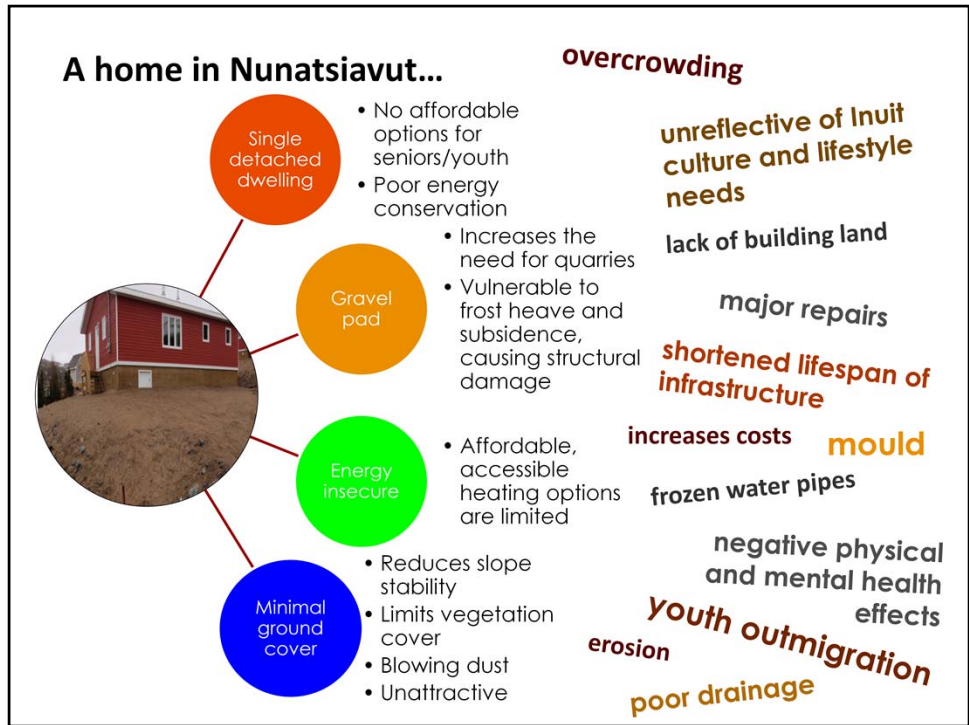 A home in Nunatsiavut...
Single
detached
dwelling
• No affordable
options for
seniors/youth
• Poor energy
conservation
Gravel
pad
• Increases the
need for quarries
• Vulnerable to
frost heave and
subsidence,
causing structural
damage
Energy
insecure
• Affordable,
accessible
heating options
are limited
Minimal
ground
cover
• Reduces slope
stability
• Limits vegetation
cover
• Blowing dust
• Unattractive
overcrowding
unreflective of Inuit
culture and lifestyle
needs
lack of building land
major repairs
shortened lifespan of
infrastructure
increases costs
mould
frozen water pipes
negative physical
and mental health
effects
youth outmigration
erosion
poor drainage